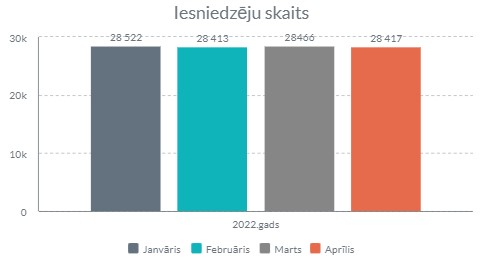 Iesniedzēju skaits
30k
20k
10k
0
28 522
28 413
28466
28 417
2022.gads
Janvāris
Februāris
Marts
Aprīlis